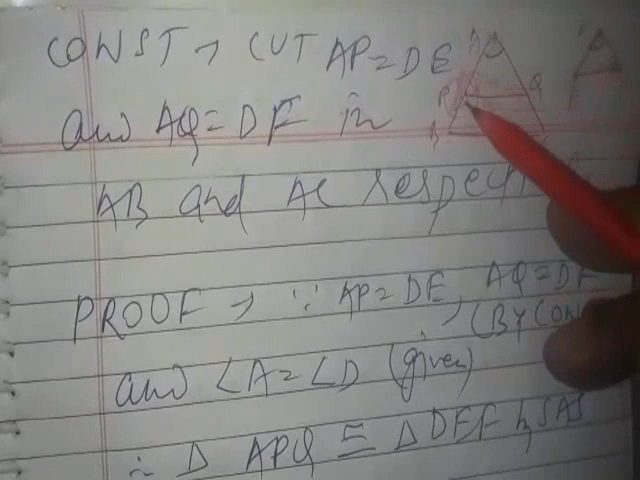 CONST → CUT AP=DE
and AQ=DF in
AB and AC respecti
PROOF → ∵ AP=DE, AQ=DF
(BY CON
and ∠A=∠D (given)
∴ Δ APQ ≅ Δ DEF by SAS
A
P Q
B